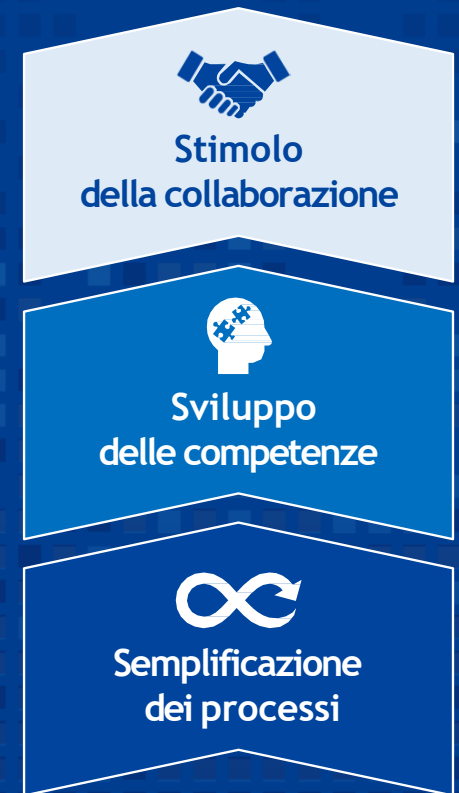 Stimolo
della collaborazione
Sviluppo
delle competenze
Semplificazione
dei processi